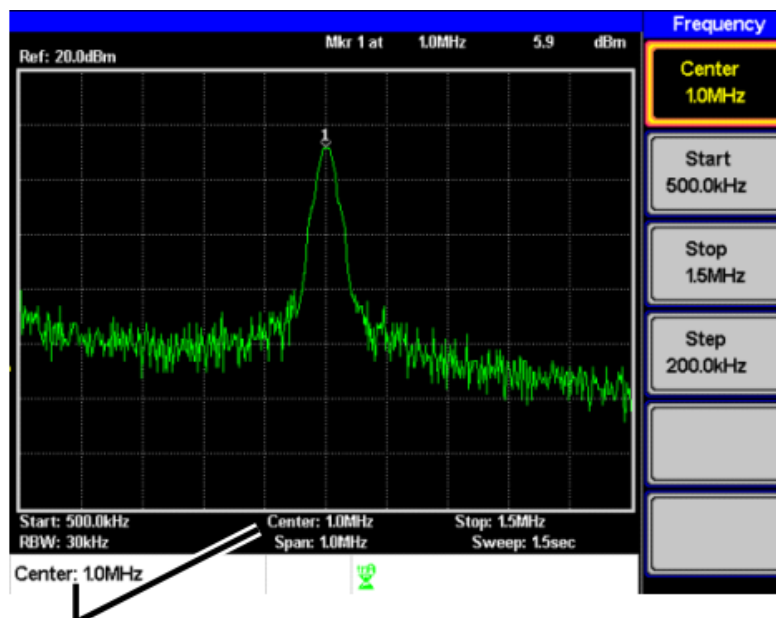 Frequency
Mkr 1 at 1.0MHz 5.9 dBm
Ref: 20.0dBm
Center
1.0MHz
1
Start
500.0kHz
Stop
1.5MHz
Step
200.0kHz
Start: 500.0kHz Center: 1.0MHz Stop: 1.5MHz
RBW: 30kHz Span: 1.0MHz Sweep: 1.5sec
Center: 1.0MHz